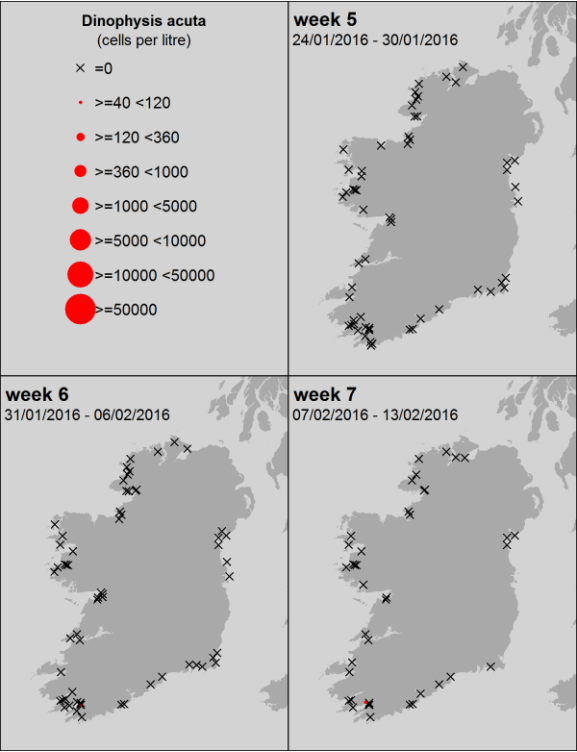 Dinophysis acuta
(cells per litre)
=0
>=40 <120
>=120 <360
>=360 <1000
>=1000 <5000
>=5000 <10000
>=10000 <50000
>=50000
week 5
24/01/2016 - 30/01/2016
week 6
31/01/2016 - 06/02/2016
week 7
07/02/2016 - 13/02/2016